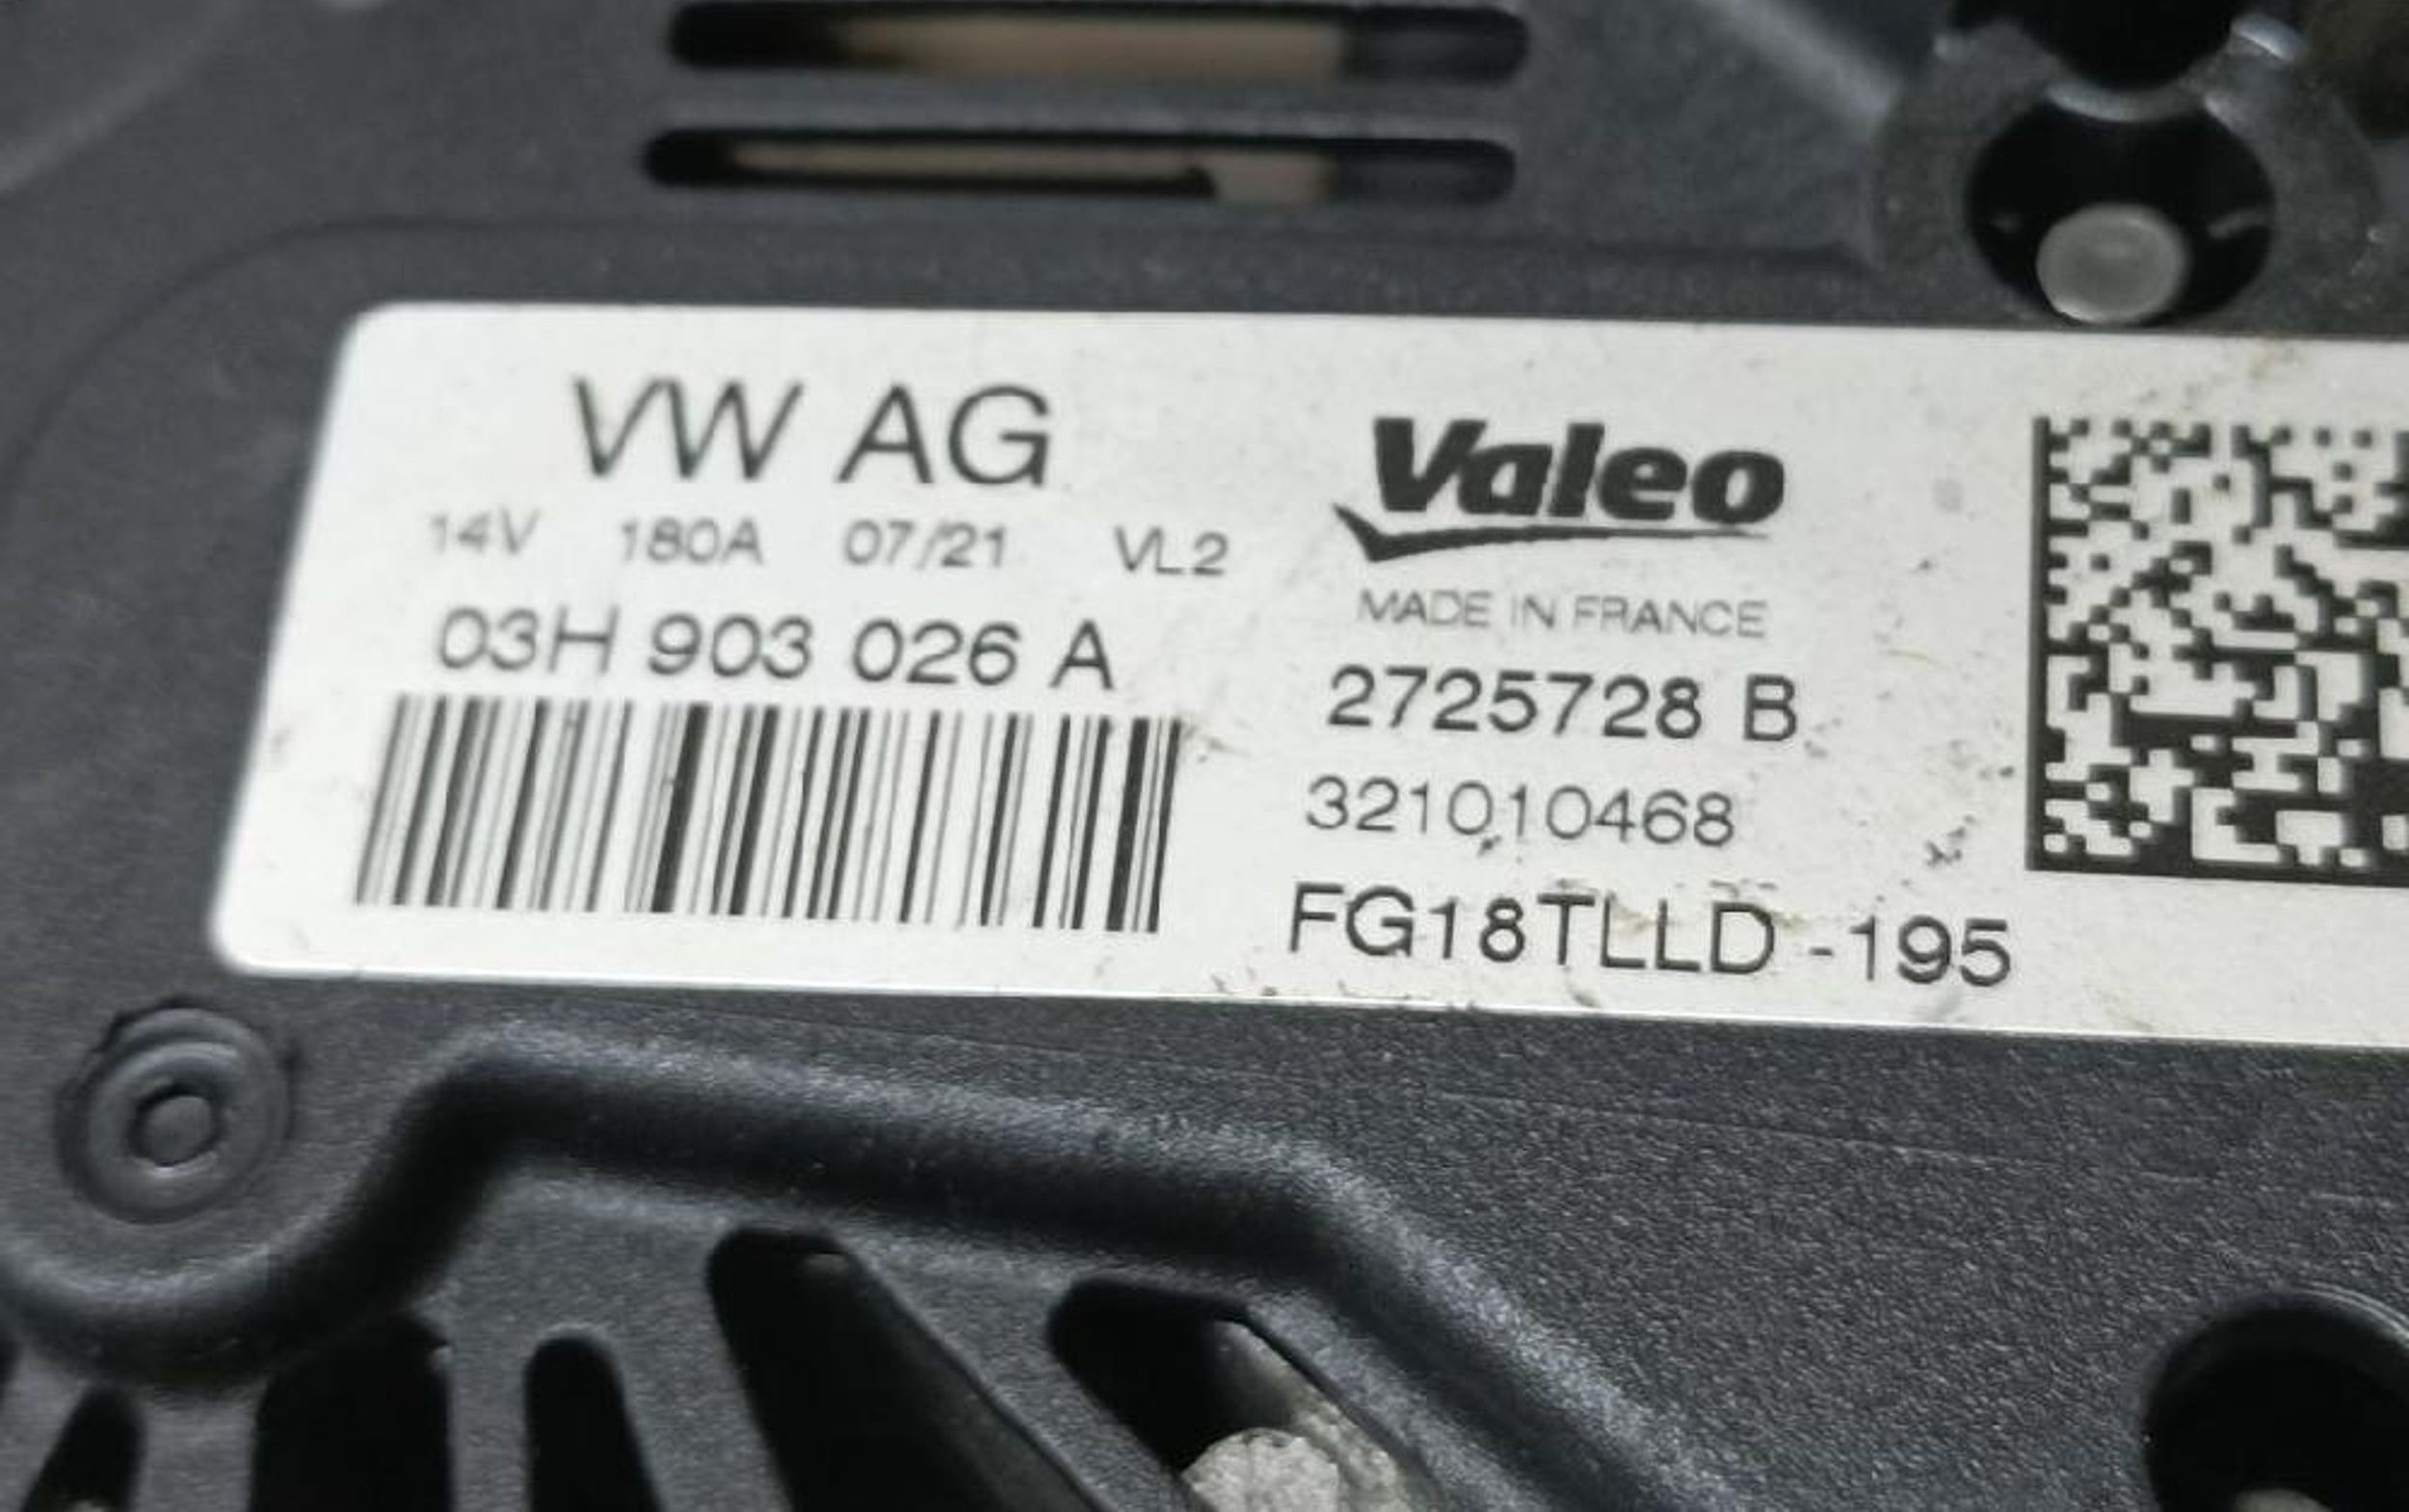 VW AG
14V 180A 07/21 VL2
03H 903 026 A
Valeo
MADE IN FRANCE
2725728 B
321010468
FG18TLLD -195